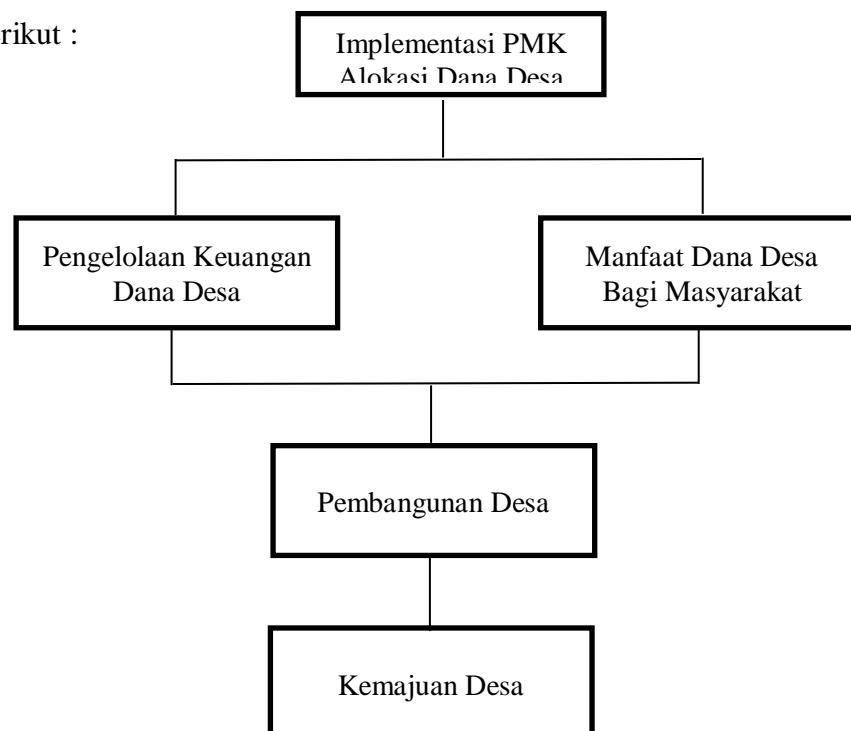 rikut :
Implementasi PMK
Alokasi Dana Desa
Pengelolaan Keuangan
Dana Desa
Manfaat Dana Desa
Bagi Masyarakat
Pembangunan Desa
Kemajuan Desa